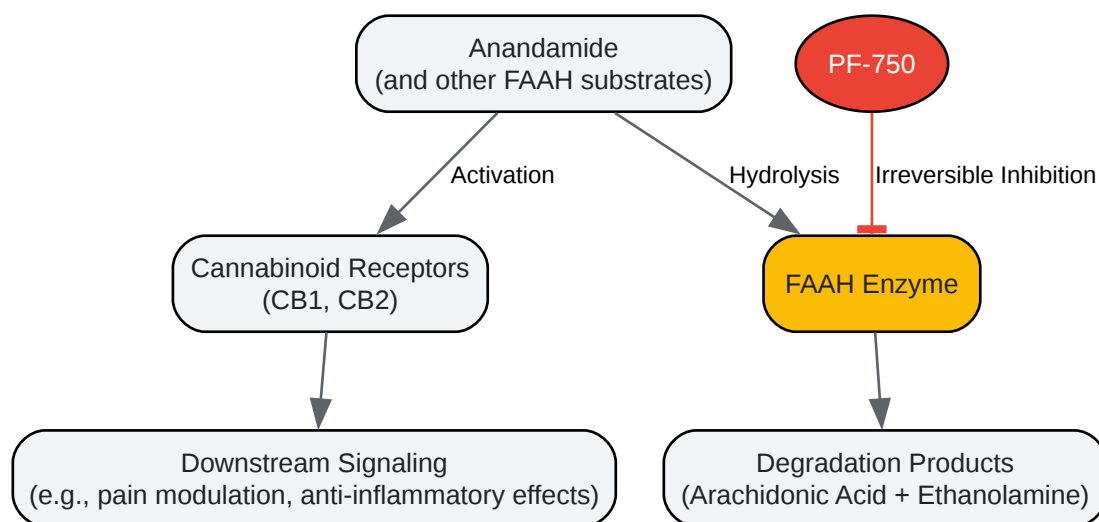 Anandamide
(and other FAAH substrates)
PF-750
Activation
Hydrolysis
Irreversible Inhibition
Cannabinoid Receptors
(CB1, CB2)
FAAH Enzyme
Downstream Signaling
(e.g., pain modulation, anti-inflammatory effects)
Degradation Products
(Arachidonic Acid + Ethanolamine)